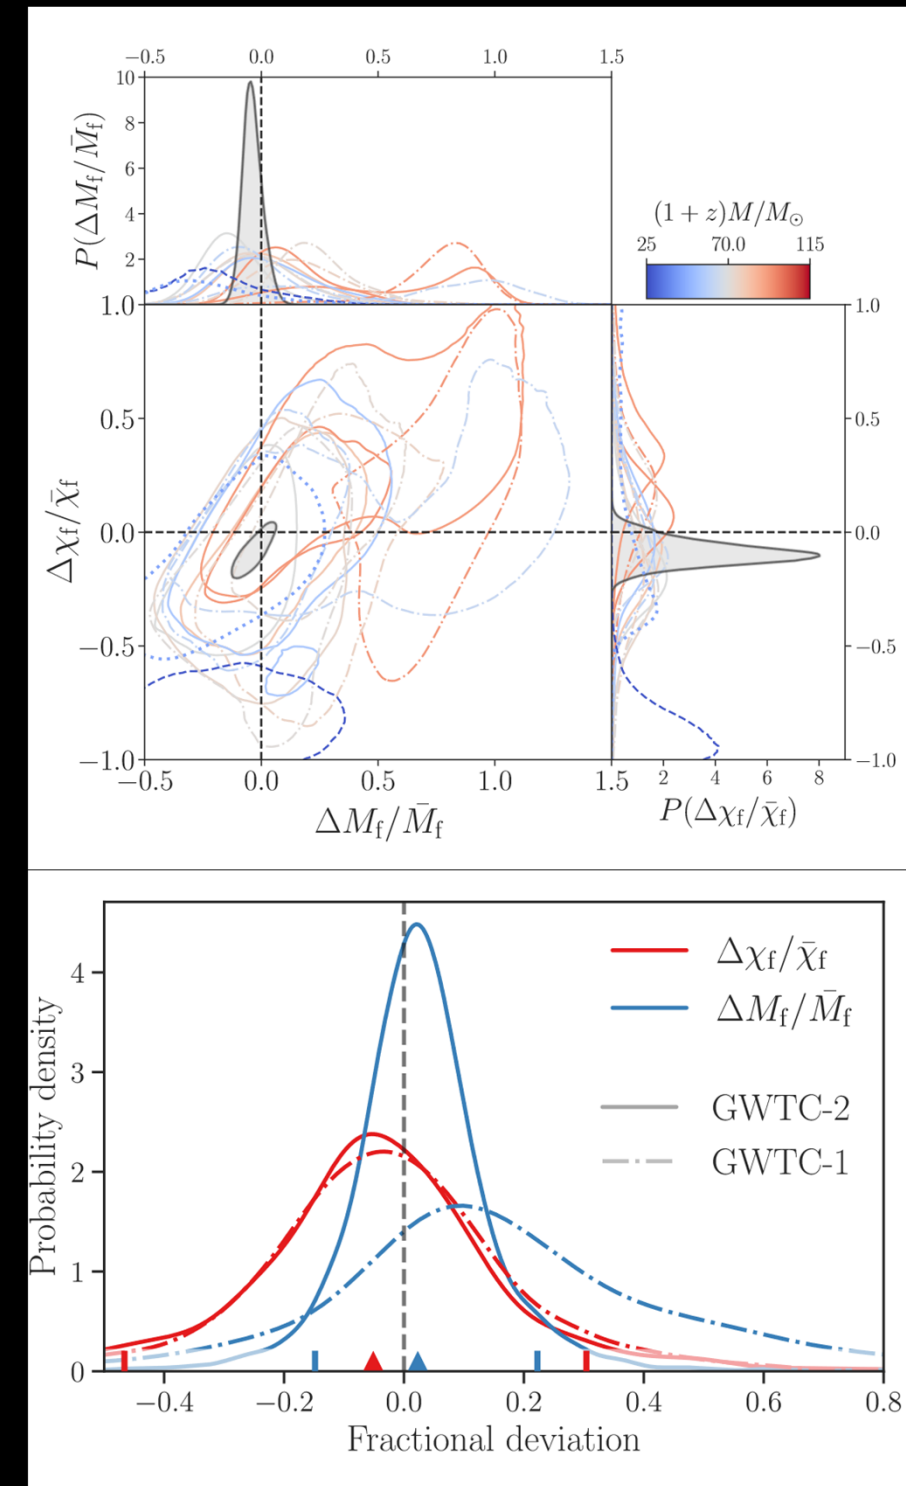 −0.5 0.0 0.5 1.0 1.5
10
8
6
4
2
P(ΔM_f/M̄_f)
(1 + z)M/M_⊙
25 70.0 115
1.0
0.5
0.0
−0.5
−1.0
Δχ_f/χ̄_f
1.0
0.5
0.0
−0.5
−1.0
−0.5 0.0 0.5 1.0 1.5 2 4 6 8
ΔM_f/M̄_f
P(Δχ_f/χ̄_f)
Δχ_f/χ̄_f
ΔM_f/M̄_f
GWTC-2
GWTC-1
4
3
2
1
0
Probability density
−0.4 −0.2 0.0 0.2 0.4 0.6 0.8
Fractional deviation